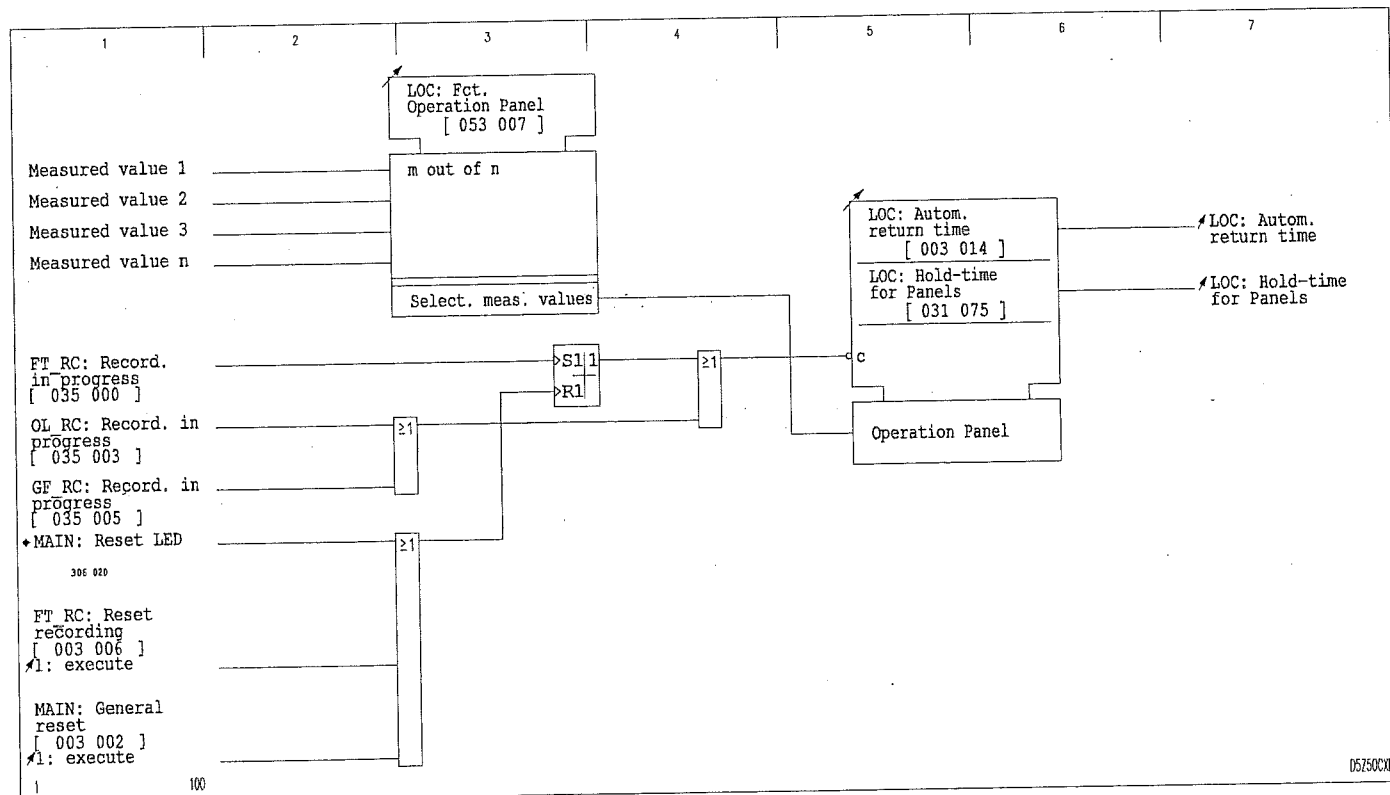 1 2 3 4 5 6 7
LOC: Fct.
Operation Panel
[ 053 007 ]
m out of n
Measured value 1
Measured value 2
Measured value 3
Measured value n
Select. meas. values
LOC: Autom.
return time
[ 003 014 ]
LOC: Hold-time
for Panels
[ 031 075 ]
c
Operation Panel
LOC: Autom.
return time
LOC: Hold-time
for Panels
FT_RC: Record.
in progress
[ 035 000 ]
S1 1
R1
≥1
OL_RC: Record. in
progress
[ 035 003 ]
≥1
GF_RC: Record. in
progress
[ 035 005 ]
MAIN: Reset LED
≥1
306 020
FT_RC: Reset
recording
[ 003 006 ]
1: execute
MAIN: General
reset
[ 003 002 ]
1: execute
1 100